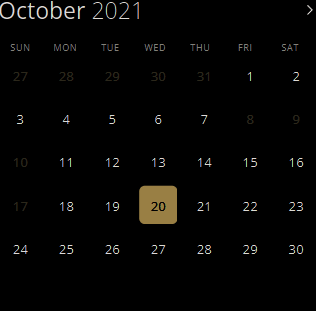 October 2021
SUN MON TUE WED THU FRI SAT
27 28 29 30 31 1 2
3 4 5 6 7 8 9
10 11 12 13 14 15 16
17 18 19 20 21 22 23
24 25 26 27 28 29 30